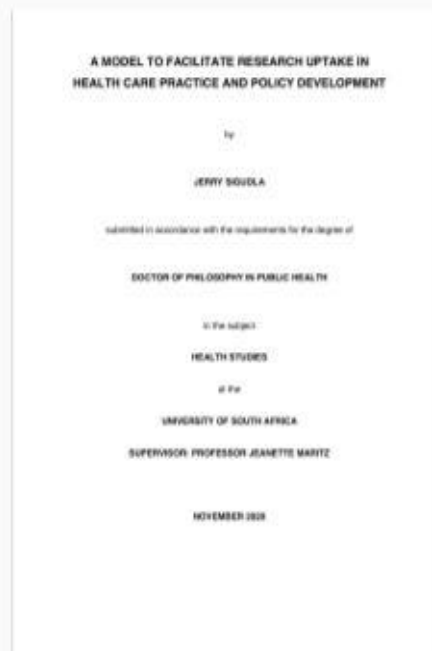 A MODEL TO FACILITATE RESEARCH UPTAKE IN
HEALTH CARE PRACTICE AND POLICY DEVELOPMENT
by
JERRY
submitted in accordance with the requirements for the degree of
DOCTOR OF PHILOSOPHY IN PUBLIC HEALTH
in the subject
HEALTH STUDIES
at the
UNIVERSITY OF SOUTH AFRICA
SUPERVISOR: PROFESSOR JEANETTE MARITZ
NOVEMBER